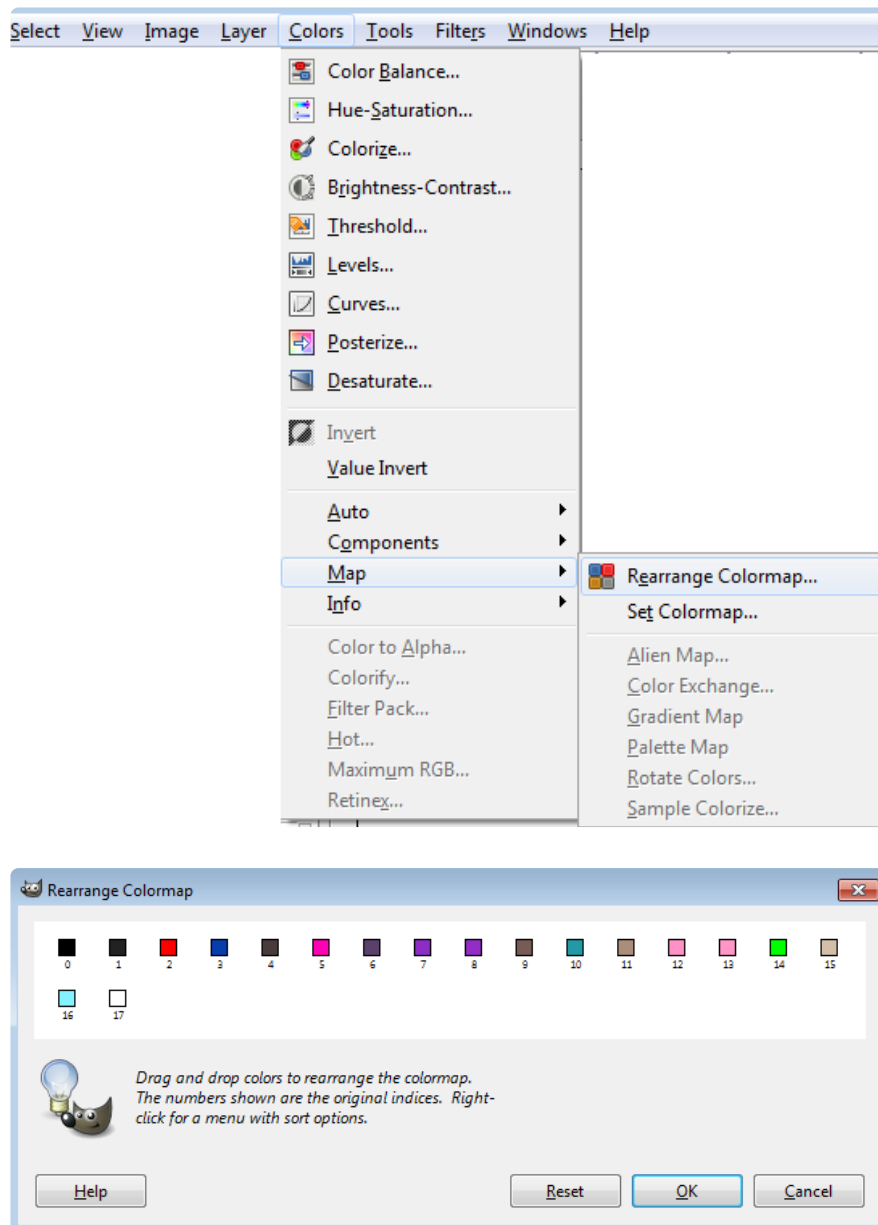 Select View Image Layer Colors Tools Filters Windows Help
Color Balance...
Hue-Saturation...
Colorize...
Brightness-Contrast...
Threshold...
Levels...
Curves...
Posterize...
Desaturate...
Invert
Value Invert
Auto
Components
Map
Info
Color to Alpha...
Colorify...
Filter Pack...
Hot...
Maximum RGB...
Retinex...
Rearrange Colormap...
Set Colormap...
Alien Map...
Color Exchange...
Gradient Map
Palette Map
Rotate Colors...
Sample Colorize...
Rearrange Colormap
0 1 2 3 4 5 6 7 8 9 10 11 12 13 14 15
16 17
Drag and drop colors to rearrange the colormap.
The numbers shown are the original indices. Right-
click for a menu with sort options.
Help Reset OK Cancel